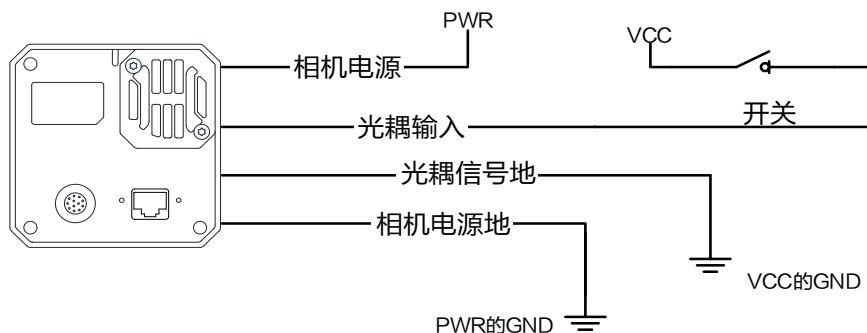 PWR
VCC
相机电源
开关
光耦输入
光耦信号地
相机电源地
VCC的GND
PWR的GND